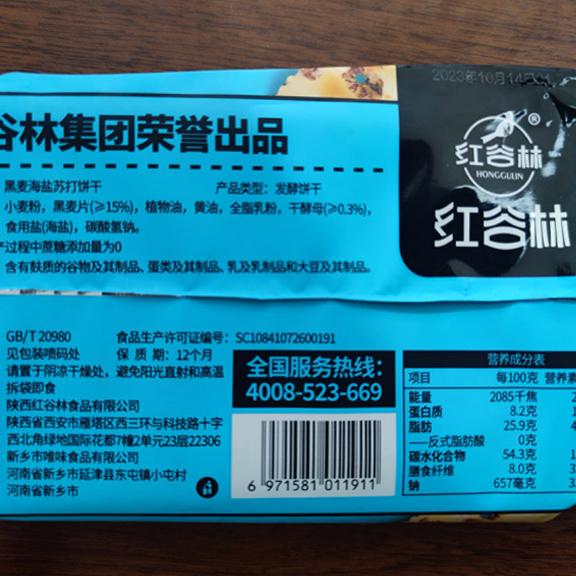 2023年10月14日
谷林集团荣誉出品
红谷林
®
HONGGULIN
红谷林
黑麦海盐苏打饼干 产品类型：发酵饼干
小麦粉，黑麦片(≥15%)，植物油，黄油，全脂乳粉，干酵母(≥0.3%)，
食用盐(海盐)，碳酸氢钠。
过程中蔗糖添加量为0
含有麸质的谷物及其制品、蛋类及其制品、乳及乳制品和大豆及其制品。
GB/T 20980 食品生产许可证编号：SC10841072600191
见包装喷码处 保 质 期：12个月
请置于阴凉干燥处，避免阳光直射和高温
拆袋即食
陕西红谷林食品有限公司
陕西省西安市雁塔区西三环与科技路十字
西北角绿地国际花都7幢2单元23层22306
新乡市唯味食品有限公司
河南省新乡市延津县东屯镇小屯村
河南省新乡市
全国服务热线：
4008-523-669
6 971581 011911
营养成分表
项目 每100克 营养素
能量 2085千焦
蛋白质 8.2克
脂肪 25.9克
——反式脂肪酸 0克
碳水化合物 54.3克
膳食纤维 8.0克
钠 657毫克